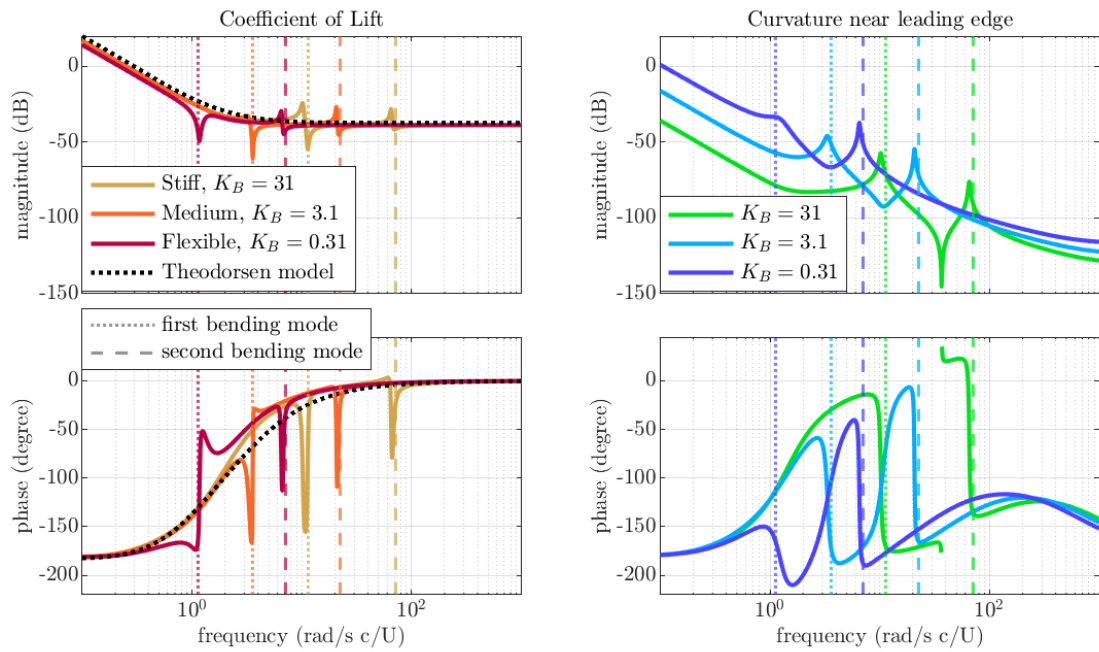 Coefficient of Lift
magnitude (dB)
0
-50
-100
-150
Stiff, K_B = 31
Medium, K_B = 3.1
Flexible, K_B = 0.31
Theodorsen model
first bending mode
second bending mode
phase (degree)
0
-50
-100
-150
-200
10^0
10^2
frequency (rad/s c/U)
Curvature near leading edge
magnitude (dB)
0
-50
-100
-150
K_B = 31
K_B = 3.1
K_B = 0.31
phase (degree)
0
-50
-100
-150
-200
10^0
10^2
frequency (rad/s c/U)